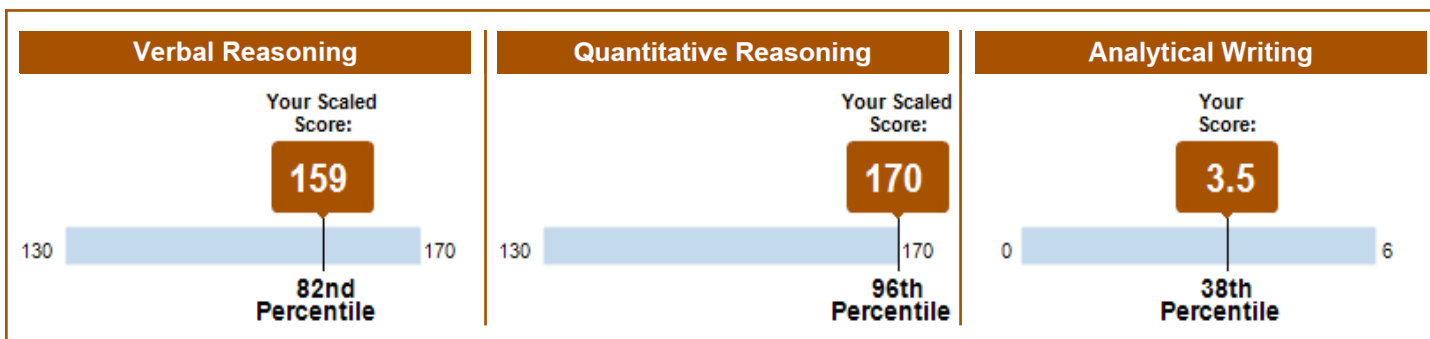 Verbal Reasoning
Your Scaled
Score:
159
130
170
82nd
Percentile
Quantitative Reasoning
Your Scaled
Score:
170
130
170
96th
Percentile
Analytical Writing
Your
Score:
3.5
0
6
38th
Percentile